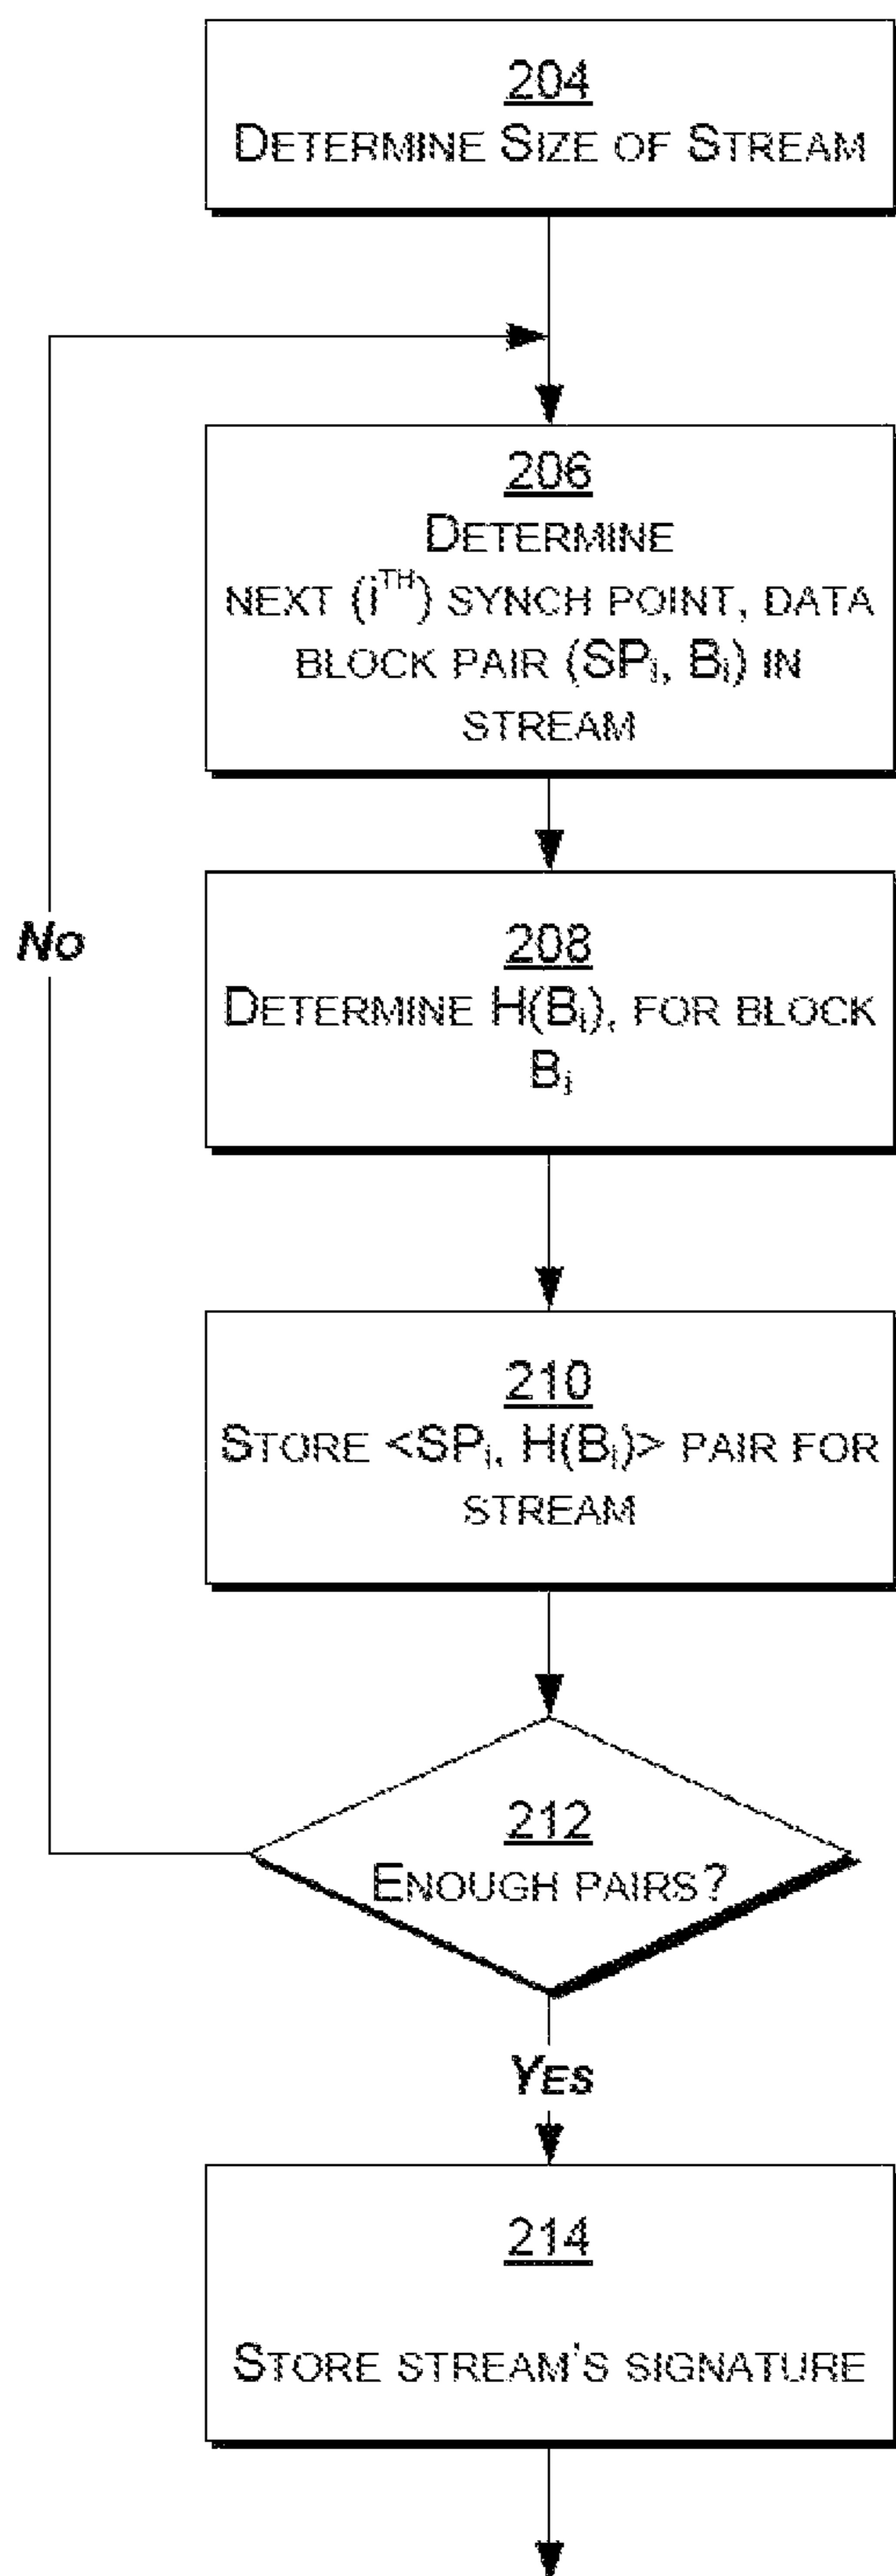 204
DETERMINE SIZE OF STREAM
206
DETERMINE
NEXT (iTH) SYNCH POINT, DATA
BLOCK PAIR (SPi, Bi) IN
STREAM
208
DETERMINE H(Bi), FOR BLOCK
Bi
No
210
STORE <SPi, H(Bi)> PAIR FOR
STREAM
212
ENOUGH PAIRS?
YES
214
STORE STREAM'S SIGNATURE